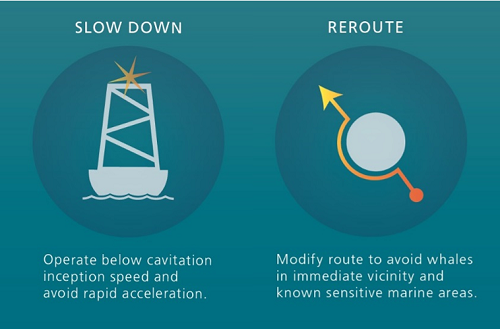 SLOW DOWN
Operate below cavitation
inception speed and
avoid rapid acceleration.
REROUTE
Modify route to avoid whales
in immediate vicinity and
known sensitive marine areas.